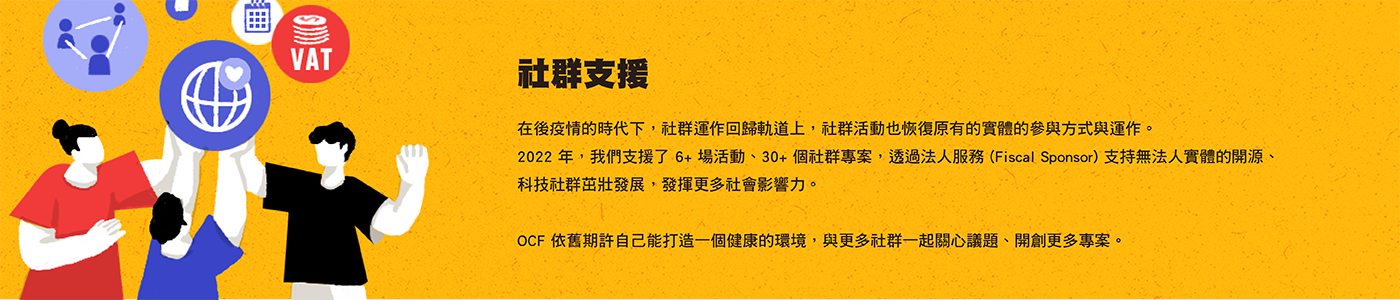 VAT
社群支援
在後疫情的時代下，社群運作回歸軌道上，社群活動也恢復原有的實體的參與方式與運作。
2022 年，我們支援了 6+ 場活動、30+ 個社群專案，透過法人服務 (Fiscal Sponsor) 支持無法人實體的開源、
科技社群茁壯發展，發揮更多社會影響力。
OCF 依舊期許自己能打造一個健康的環境，與更多社群一起關心議題、開創更多專案。